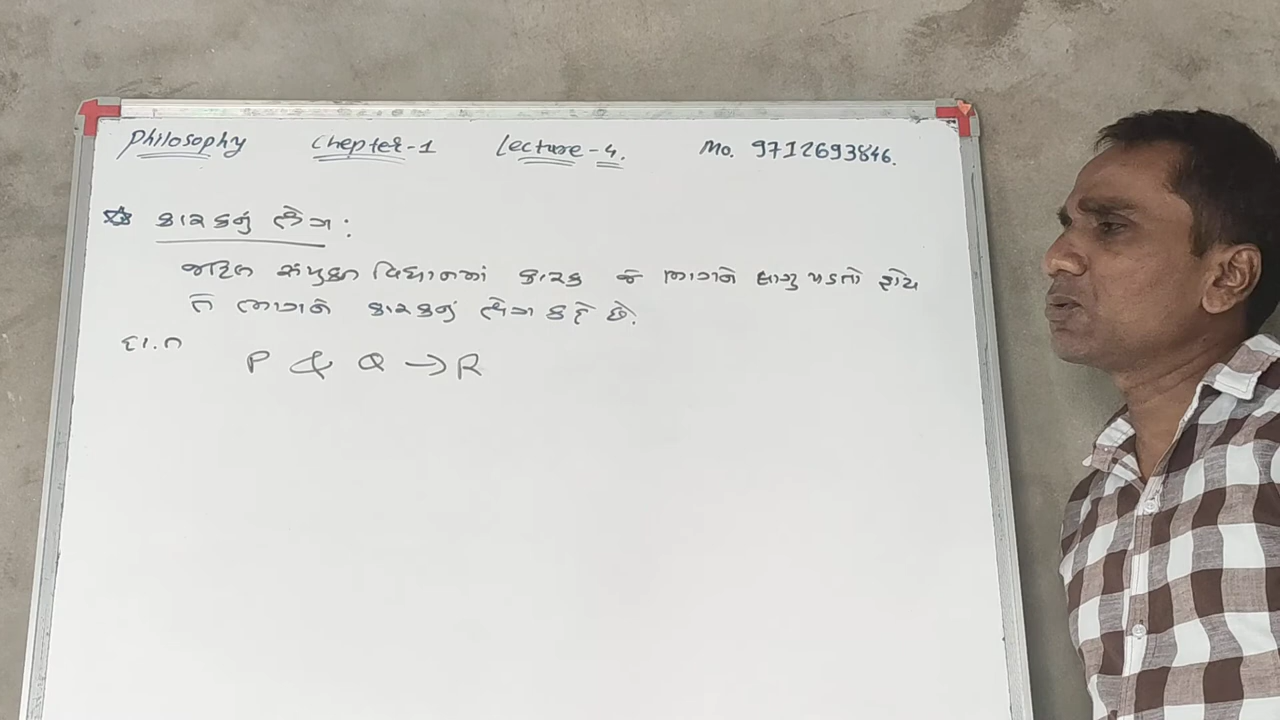 Philosophy Chepter-1 Lecture-4. Mo. 9712693846.
કારકનું ક્ષેત્ર :
જટિલ સંયુક્ત વિધાનમાં કારક જે ભાગને લાગુ પડતો હોય
તે ભાગને કારકનું ક્ષેત્ર કહે છે.
દા.ત
P & Q → R